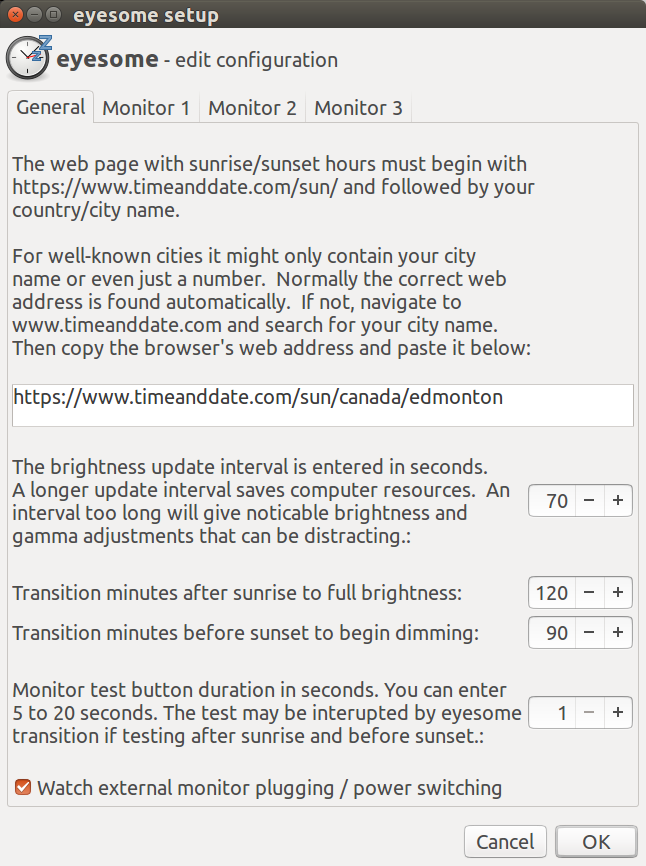 eyesome setup
eyesome - edit configuration
General Monitor 1 Monitor 2 Monitor 3
The web page with sunrise/sunset hours must begin with
https://www.timeanddate.com/sun/ and followed by your
country/city name.
For well-known cities it might only contain your city
name or even just a number.  Normally the correct web
address is found automatically.  If not, navigate to
www.timeanddate.com and search for your city name.
Then copy the browser's web address and paste it below:
https://www.timeanddate.com/sun/canada/edmonton
The brightness update interval is entered in seconds.
A longer update interval saves computer resources.  An
interval too long will give noticable brightness and
gamma adjustments that can be distracting.:
70 − +
Transition minutes after sunrise to full brightness: 120 − +
Transition minutes before sunset to begin dimming: 90 − +
Monitor test button duration in seconds. You can enter
5 to 20 seconds. The test may be interupted by eyesome
transition if testing after sunrise and before sunset.:
1 − +
Watch external monitor plugging / power switching
Cancel OK